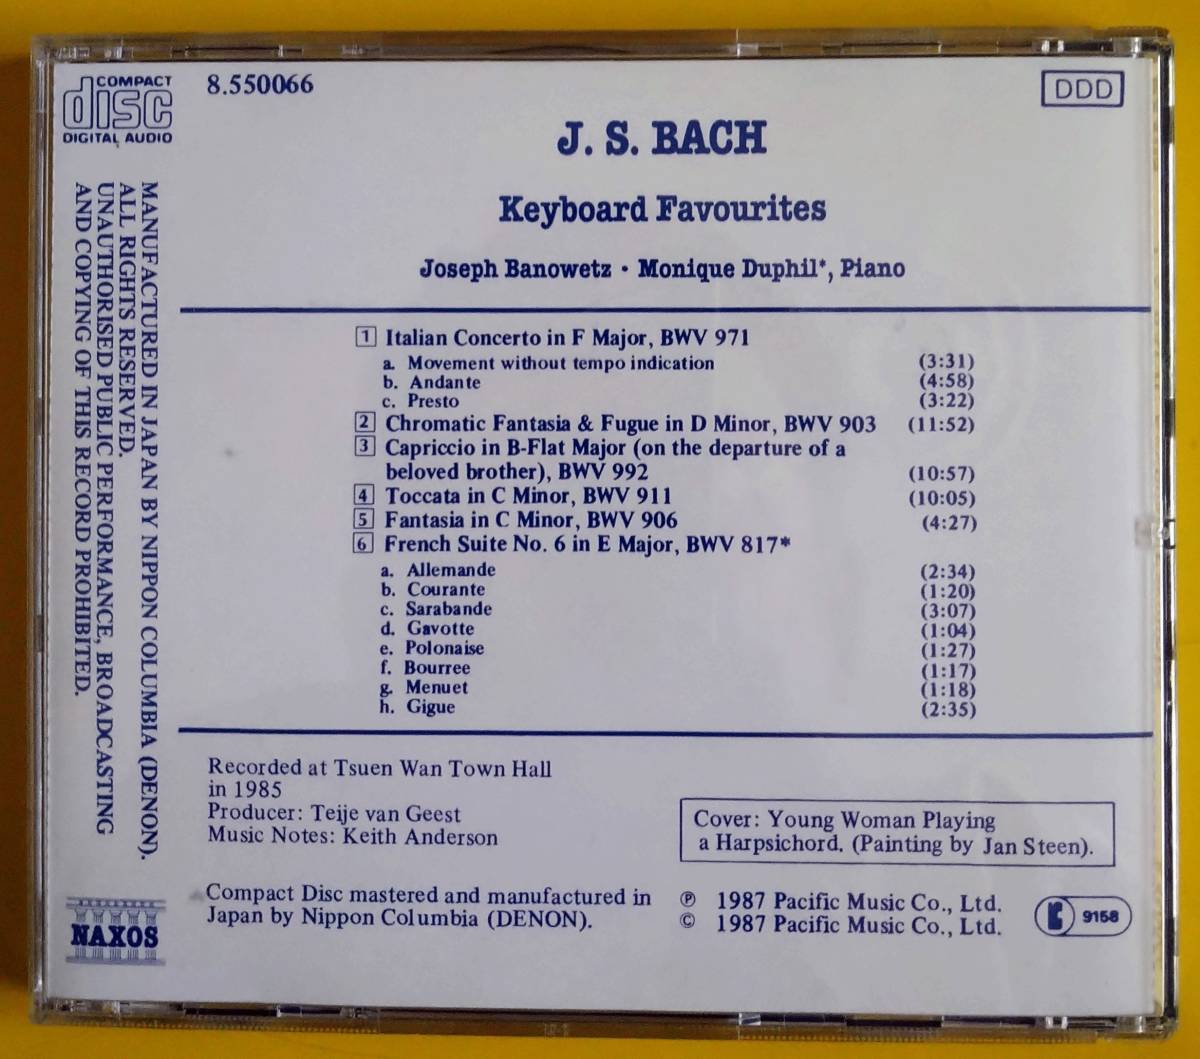 COMPACT
disc
DIGITAL AUDIO
8.550066
DDD
J. S. BACH
Keyboard Favourites
Joseph Banowetz · Monique Duphil*, Piano
1 Italian Concerto in F Major, BWV 971
a. Movement without tempo indication (3:31)
b. Andante (4:58)
c. Presto (3:22)
2 Chromatic Fantasia & Fugue in D Minor, BWV 903 (11:52)
3 Capriccio in B-Flat Major (on the departure of a
beloved brother), BWV 992 (10:57)
4 Toccata in C Minor, BWV 911 (10:05)
5 Fantasia in C Minor, BWV 906 (4:27)
6 French Suite No. 6 in E Major, BWV 817*
a. Allemande (2:34)
b. Courante (1:20)
c. Sarabande (3:07)
d. Gavotte (1:04)
e. Polonaise (1:27)
f. Bourree (1:17)
g. Menuet (1:18)
h. Gigue (2:35)
MANUFACTURED IN JAPAN BY NIPPON COLUMBIA (DENON).
ALL RIGHTS RESERVED.
UNAUTHORISED PUBLIC PERFORMANCE, BROADCASTING
AND COPYING OF THIS RECORD PROHIBITED.
Recorded at Tsuen Wan Town Hall
in 1985
Producer: Teije van Geest
Music Notes: Keith Anderson
Cover: Young Woman Playing
a Harpsichord. (Painting by Jan Steen).
Compact Disc mastered and manufactured in
Japan by Nippon Columbia (DENON).
℗ 1987 Pacific Music Co., Ltd.
© 1987 Pacific Music Co., Ltd.
9158
NAXOS